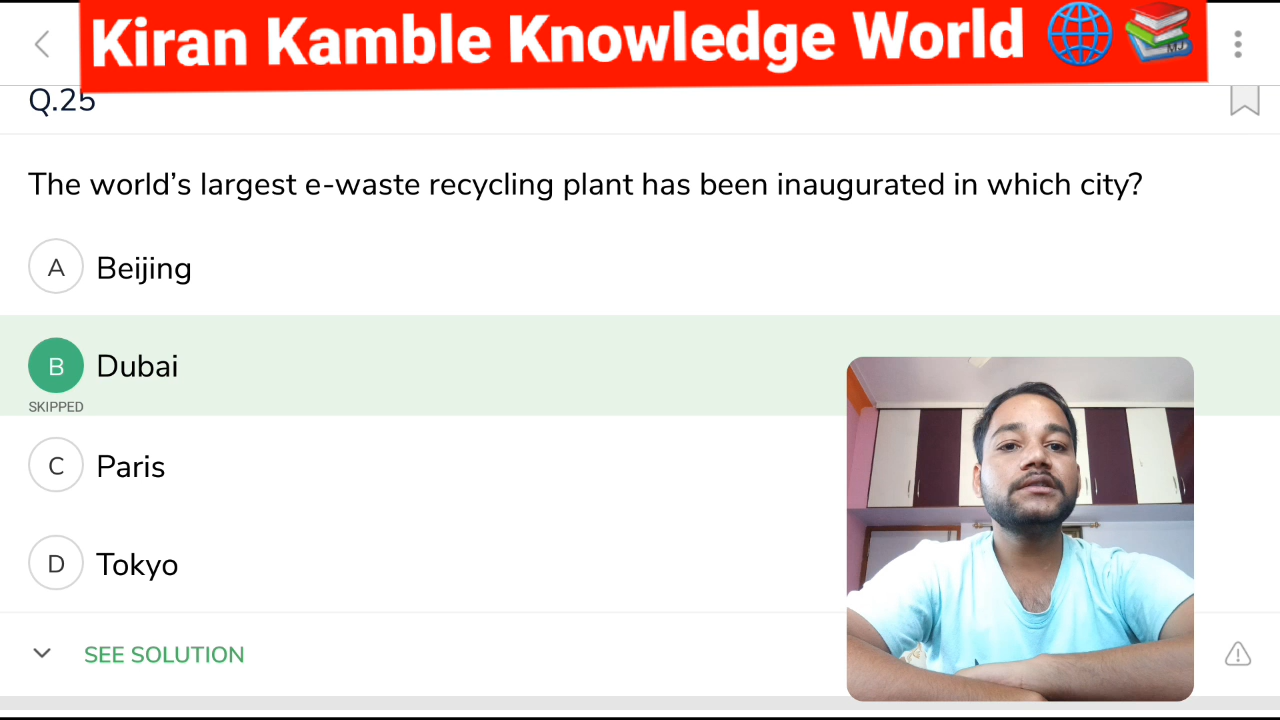 Kiran Kamble Knowledge World
MJ
Q.25
The world’s largest e-waste recycling plant has been inaugurated in which city?
A Beijing
B Dubai
SKIPPED
C Paris
D Tokyo
SEE SOLUTION